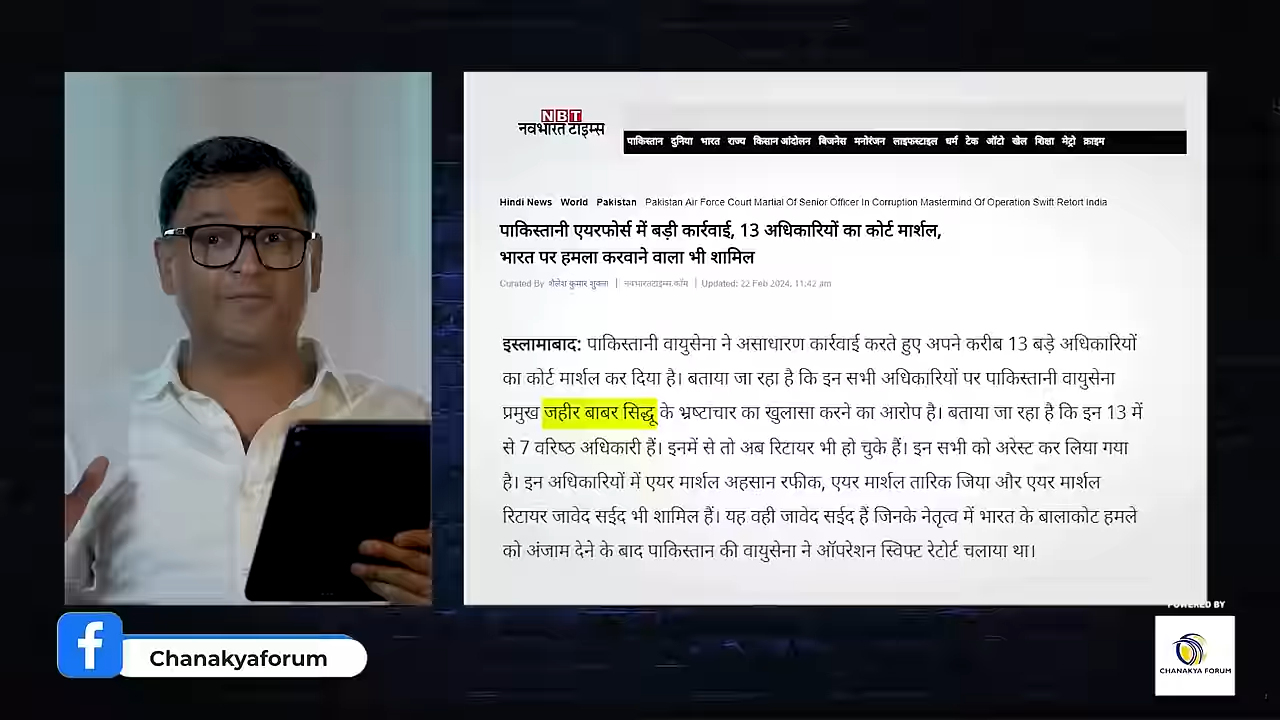 NBT
नवभारत टाइम्स
पाकिस्तान दुनिया भारत राज्य किसान आंदोलन बिजनेस मनोरंजन लाइफस्टाइल धर्म टेक ऑटो खेल शिक्षा मेट्रो क्राइम
Hindi News World Pakistan Pakistan Air Force Court Martial Of Senior Officer In Corruption Mastermind Of Operation Swift Retort India
पाकिस्तानी एयरफोर्स में बड़ी कार्रवाई, 13 अधिकारियों का कोर्ट मार्शल,
भारत पर हमला करवाने वाला भी शामिल
Curated By शैलेश कुमार शुक्ला | नवभारतटाइम्स.कॉम | Updated: 22 Feb 2024, 11:42 am
इस्लामाबाद: पाकिस्तानी वायुसेना ने असाधारण कार्रवाई करते हुए अपने करीब 13 बड़े अधिकारियों
का कोर्ट मार्शल कर दिया है। बताया जा रहा है कि इन सभी अधिकारियों पर पाकिस्तानी वायुसेना
प्रमुख जहीर बाबर सिद्धू के भ्रष्टाचार का खुलासा करने का आरोप है। बताया जा रहा है कि इन 13 में
से 7 वरिष्ठ अधिकारी हैं। इनमें से तो अब रिटायर भी हो चुके हैं। इन सभी को अरेस्ट कर लिया गया
है। इन अधिकारियों में एयर मार्शल अहसान रफीक, एयर मार्शल तारिक जिया और एयर मार्शल
रिटायर जावेद सईद भी शामिल हैं। यह वही जावेद सईद हैं जिनके नेतृत्व में भारत के बालाकोट हमले
को अंजाम देने के बाद पाकिस्तान की वायुसेना ने ऑपरेशन स्विफ्ट रेटोर्ट चलाया था।
POWERED BY
Chanakyaforum
CHANAKYA FORUM